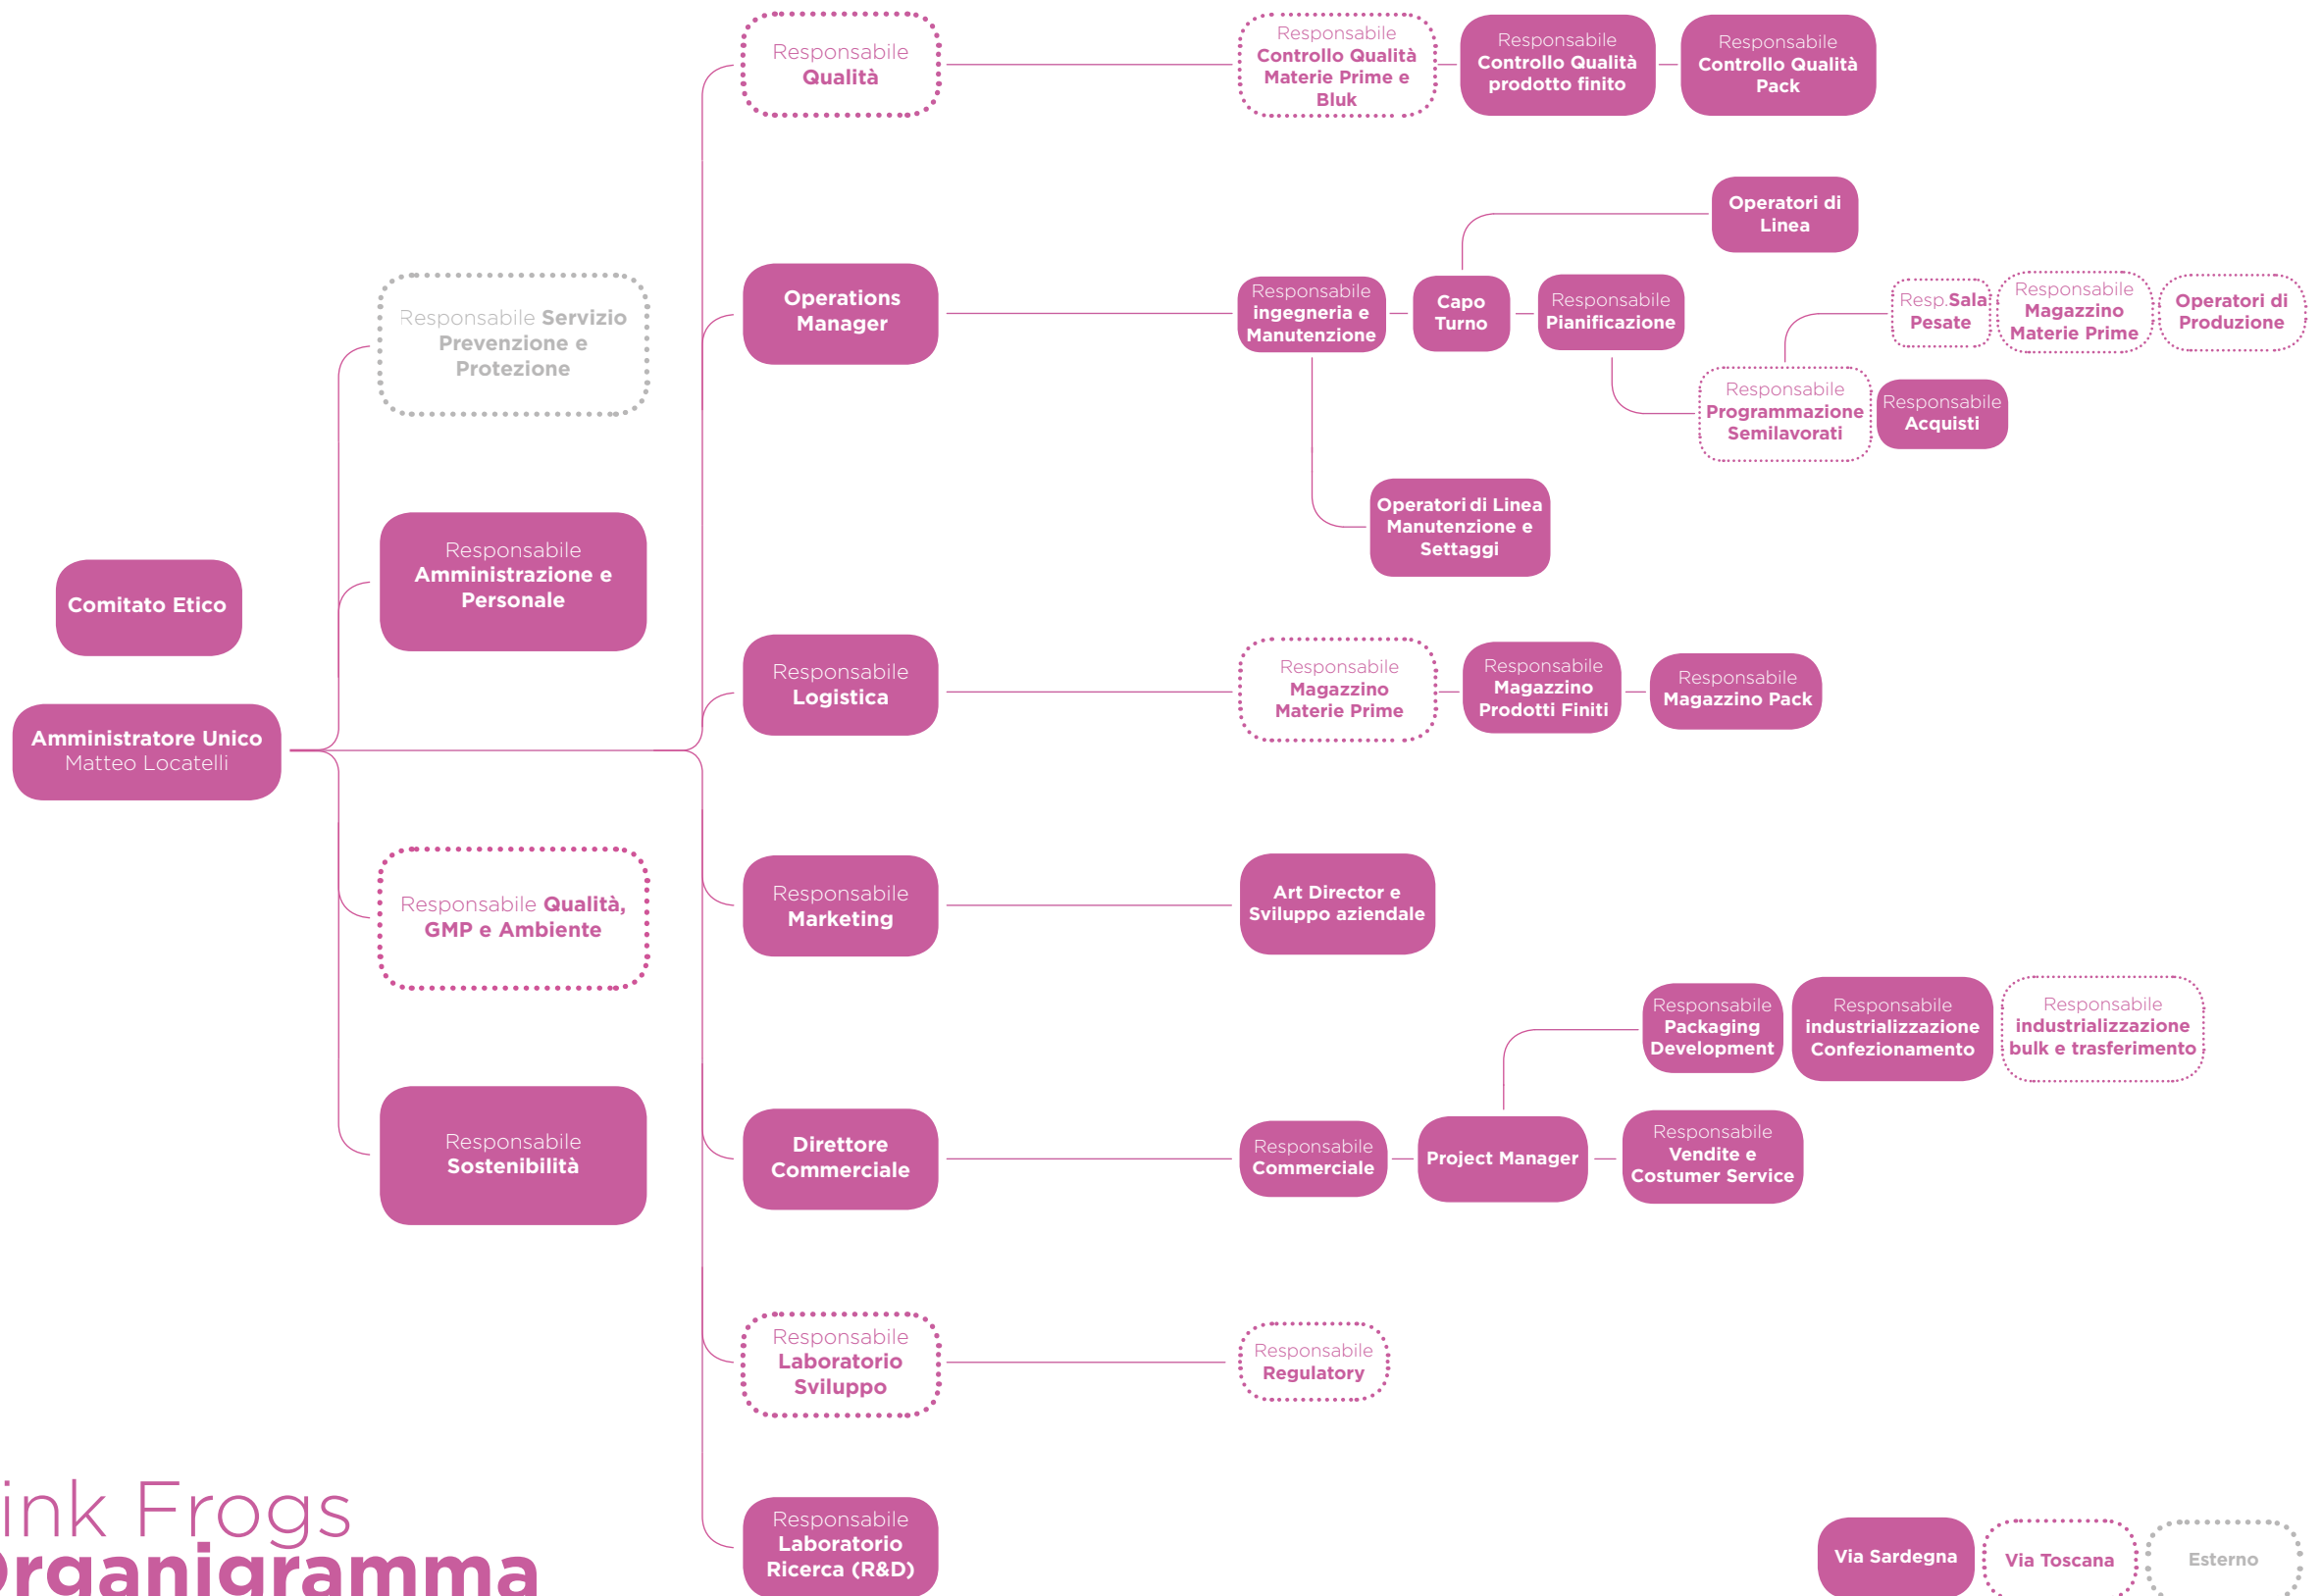 Responsabile
Qualità
Responsabile
Controllo Qualità
Materie Prime e
Bluk
Responsabile
Controllo Qualità
prodotto finito
Responsabile
Controllo Qualità
Pack
Operatori di
Linea
Responsabile Servizio
Prevenzione e
Protezione
Operations
Manager
Responsabile
ingegneria e
Manutenzione
Capo
Turno
Responsabile
Pianificazione
Resp.Sala
Pesate
Responsabile
Magazzino
Materie Prime
Operatori di
Produzione
Responsabile
Programmazione
Semilavorati
Responsabile
Acquisti
Operatori di Linea
Manutenzione e
Settaggi
Responsabile
Amministrazione e
Personale
Comitato Etico
Amministratore Unico
Matteo Locatelli
Responsabile
Logistica
Responsabile
Magazzino
Materie Prime
Responsabile
Magazzino
Prodotti Finiti
Responsabile
Magazzino Pack
Responsabile Qualità,
GMP e Ambiente
Responsabile
Marketing
Art Director e
Sviluppo aziendale
Responsabile
Packaging
Development
Responsabile
industrializzazione
Confezionamento
Responsabile
industrializzazione
bulk e trasferimento
Responsabile
Sostenibilità
Direttore
Commerciale
Responsabile
Commerciale
Project Manager
Responsabile
Vendite e
Costumer Service
Responsabile
Laboratorio
Sviluppo
Responsabile
Regulatory
Responsabile
Laboratorio
Ricerca (R&D)
ink Frogs
Organigramma
Via Sardegna
Via Toscana
Esterno